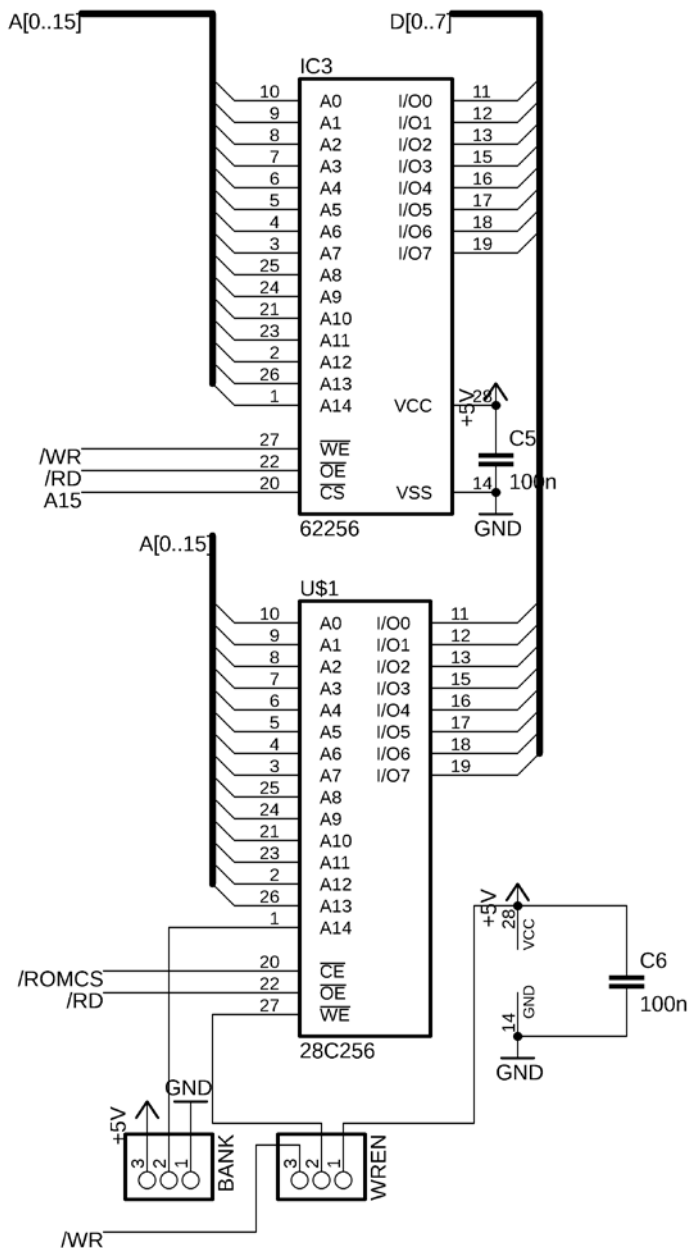 A[0..15] D[0..7]
IC3
10 A0 I/O0 11
9 A1 I/O1 12
8 A2 I/O2 13
7 A3 I/O3 15
6 A4 I/O4 16
5 A5 I/O5 17
4 A6 I/O6 18
3 A7 I/O7 19
25 A8
24 A9
21 A10
23 A11
2 A12
26 A13
1 A14 VCC 28 +5V
C5
100n
/WR 27 WE
/RD 22 OE
A15 20 CS VSS 14
62256 GND
A[0..15]
U$1
10 A0 I/O0 11
9 A1 I/O1 12
8 A2 I/O2 13
7 A3 I/O3 15
6 A4 I/O4 16
5 A5 I/O5 17
4 A6 I/O6 18
3 A7 I/O7 19
25 A8
24 A9
21 A10
23 A11
2 A12
26 A13
1 A14
+5V 28 VCC
C6
100n
GND 14
GND
/ROMCS 20 CE
/RD 22 OE
27 WE
28C256
+5V GND
3 2 1 BANK
3 2 1 WREN
/WR